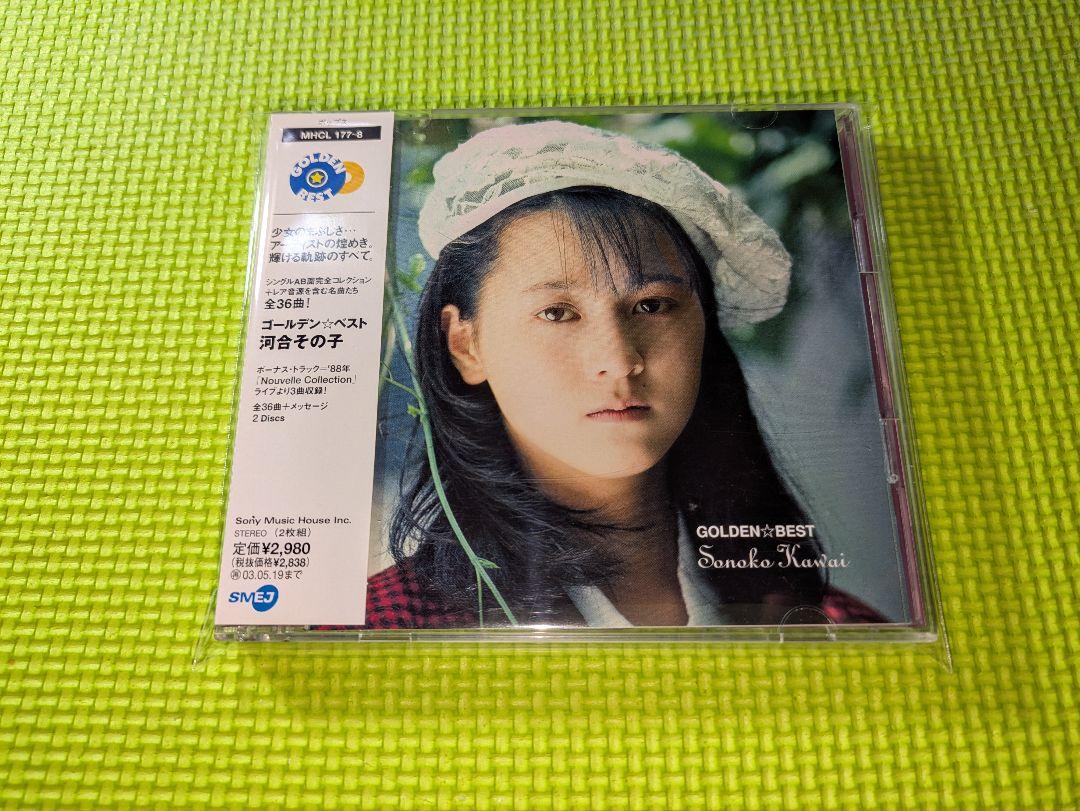 MHCL 177~8
GOLDEN
BEST
少女のまぶしさ…
アーティストの煌めき。
輝ける軌跡のすべて。
シングルAB面完全コレクション
+レア音源を含む名曲たち
全36曲!
ゴールデン☆ベスト
河合その子
ボーナス・トラック='88年
「Nouvelle Collection」
ライブより3曲収録!
全36曲+メッセージ
2 Discs
Sony Music House Inc.
STEREO (2枚組)
定価¥2,980
(税抜価格¥2,838)
03.05.19まで
SMEJ
GOLDEN☆BEST
Sonoko Kawai